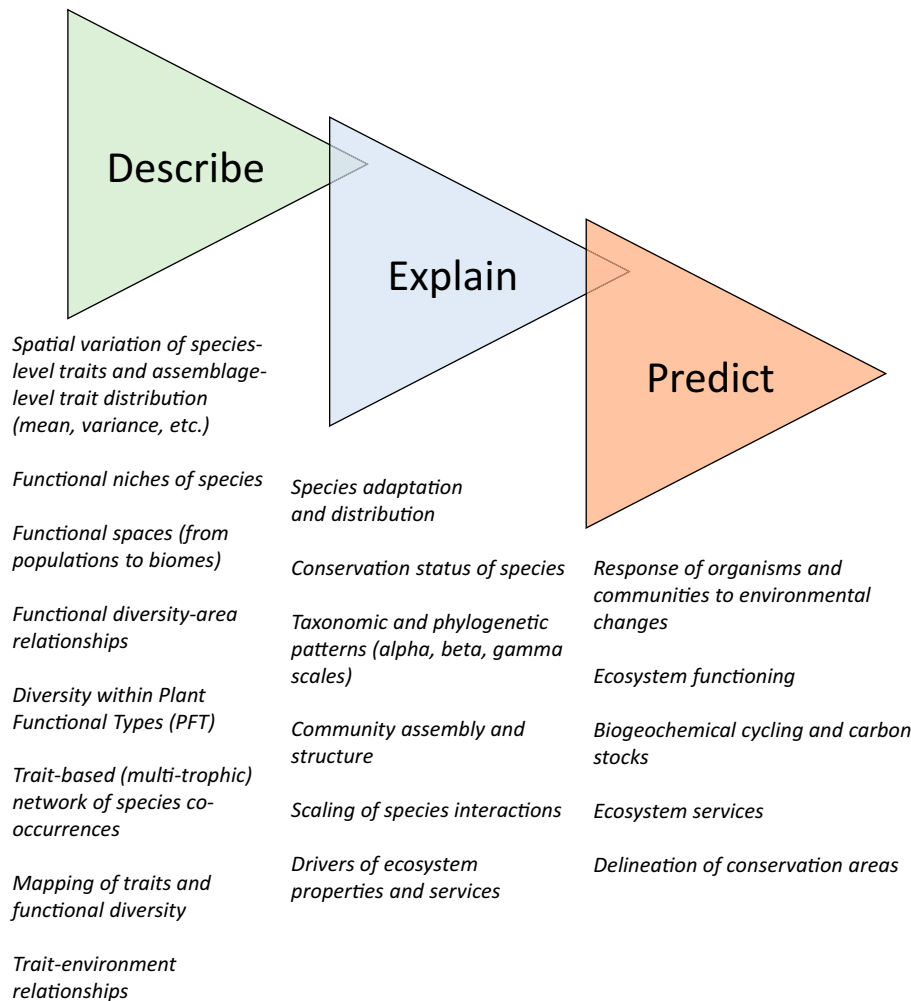 Describe
Explain
Predict
Spatial variation of species-
level traits and assemblage-
level trait distribution
(mean, variance, etc.)
Functional niches of species
Functional spaces (from
populations to biomes)
Functional diversity-area
relationships
Diversity within Plant
Functional Types (PFT)
Trait-based (multi-trophic)
network of species co-
occurrences
Mapping of traits and
functional diversity
Trait-environment
relationships
Species adaptation
and distribution
Conservation status of species
Taxonomic and phylogenetic
patterns (alpha, beta, gamma
scales)
Community assembly and
structure
Scaling of species interactions
Drivers of ecosystem
properties and services
Response of organisms and
communities to environmental
changes
Ecosystem functioning
Biogeochemical cycling and carbon
stocks
Ecosystem services
Delineation of conservation areas